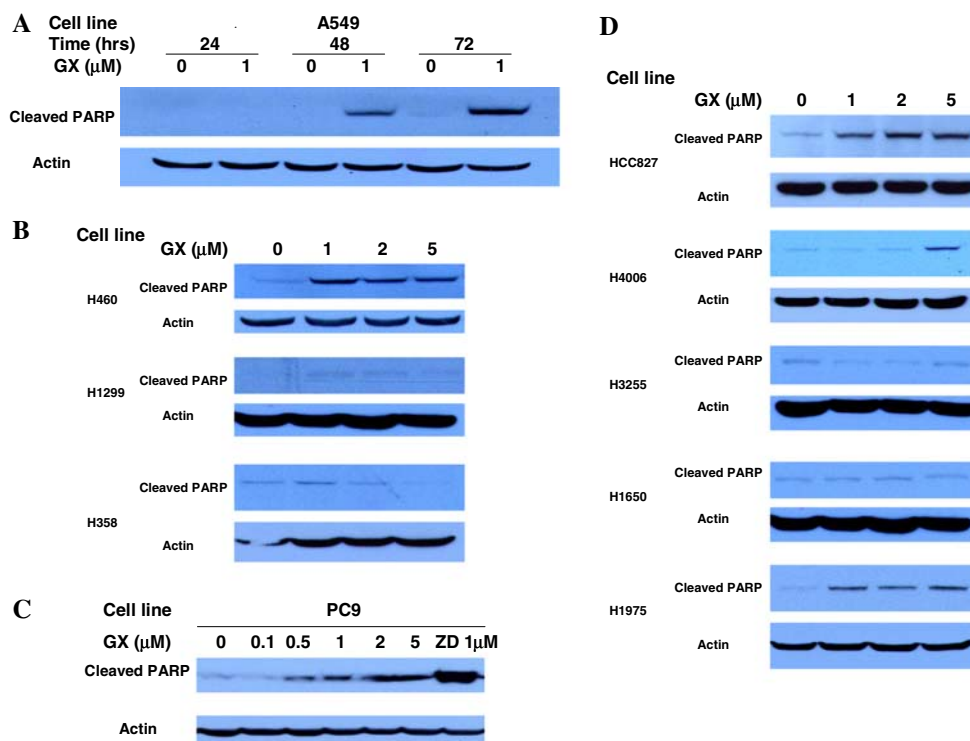 A
Cell line A549
Time (hrs) 24 48 72
GX (μM) 0 1 0 1 0 1
Cleaved PARP
Actin
B
Cell line
GX (μM) 0 1 2 5
H460
Cleaved PARP
Actin
H1299
Cleaved PARP
Actin
H358
Cleaved PARP
Actin
C
Cell line PC9
GX (μM) 0 0.1 0.5 1 2 5 ZD 1μM
Cleaved PARP
Actin
D
Cell line
GX (μM) 0 1 2 5
HCC827
Cleaved PARP
Actin
H4006
Cleaved PARP
Actin
H3255
Cleaved PARP
Actin
H1650
Cleaved PARP
Actin
H1975
Cleaved PARP
Actin